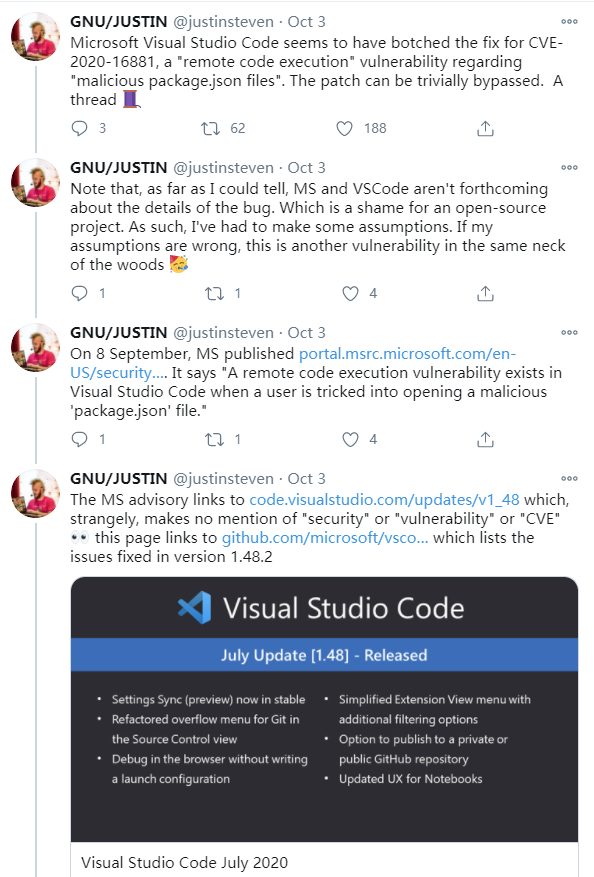 GNU/JUSTIN @justinsteven · Oct 3
Microsoft Visual Studio Code seems to have botched the fix for CVE-
2020-16881, a "remote code execution" vulnerability regarding
"malicious package.json files". The patch can be trivially bypassed. A
thread 🧵
3 62 188
GNU/JUSTIN @justinsteven · Oct 3
Note that, as far as I could tell, MS and VSCode aren't forthcoming
about the details of the bug. Which is a shame for an open-source
project. As such, I've had to make some assumptions. If my
assumptions are wrong, this is another vulnerability in the same neck
of the woods 🥳
1 1 4
GNU/JUSTIN @justinsteven · Oct 3
On 8 September, MS published portal.msrc.microsoft.com/en-
US/security.... It says "A remote code execution vulnerability exists in
Visual Studio Code when a user is tricked into opening a malicious
'package.json' file."
1 1 4
GNU/JUSTIN @justinsteven · Oct 3
The MS advisory links to code.visualstudio.com/updates/v1_48 which,
strangely, makes no mention of "security" or "vulnerability" or "CVE"
👀 this page links to github.com/microsoft/vsco... which lists the
issues fixed in version 1.48.2
Visual Studio Code
July Update [1.48] - Released
• Settings Sync (preview) now in stable
• Refactored overflow menu for Git in
the Source Control view
• Debug in the browser without writing
a launch configuration
• Simplified Extension View menu with
additional filtering options
• Option to publish to a private or
public GitHub repository
• Updated UX for Notebooks
Visual Studio Code July 2020